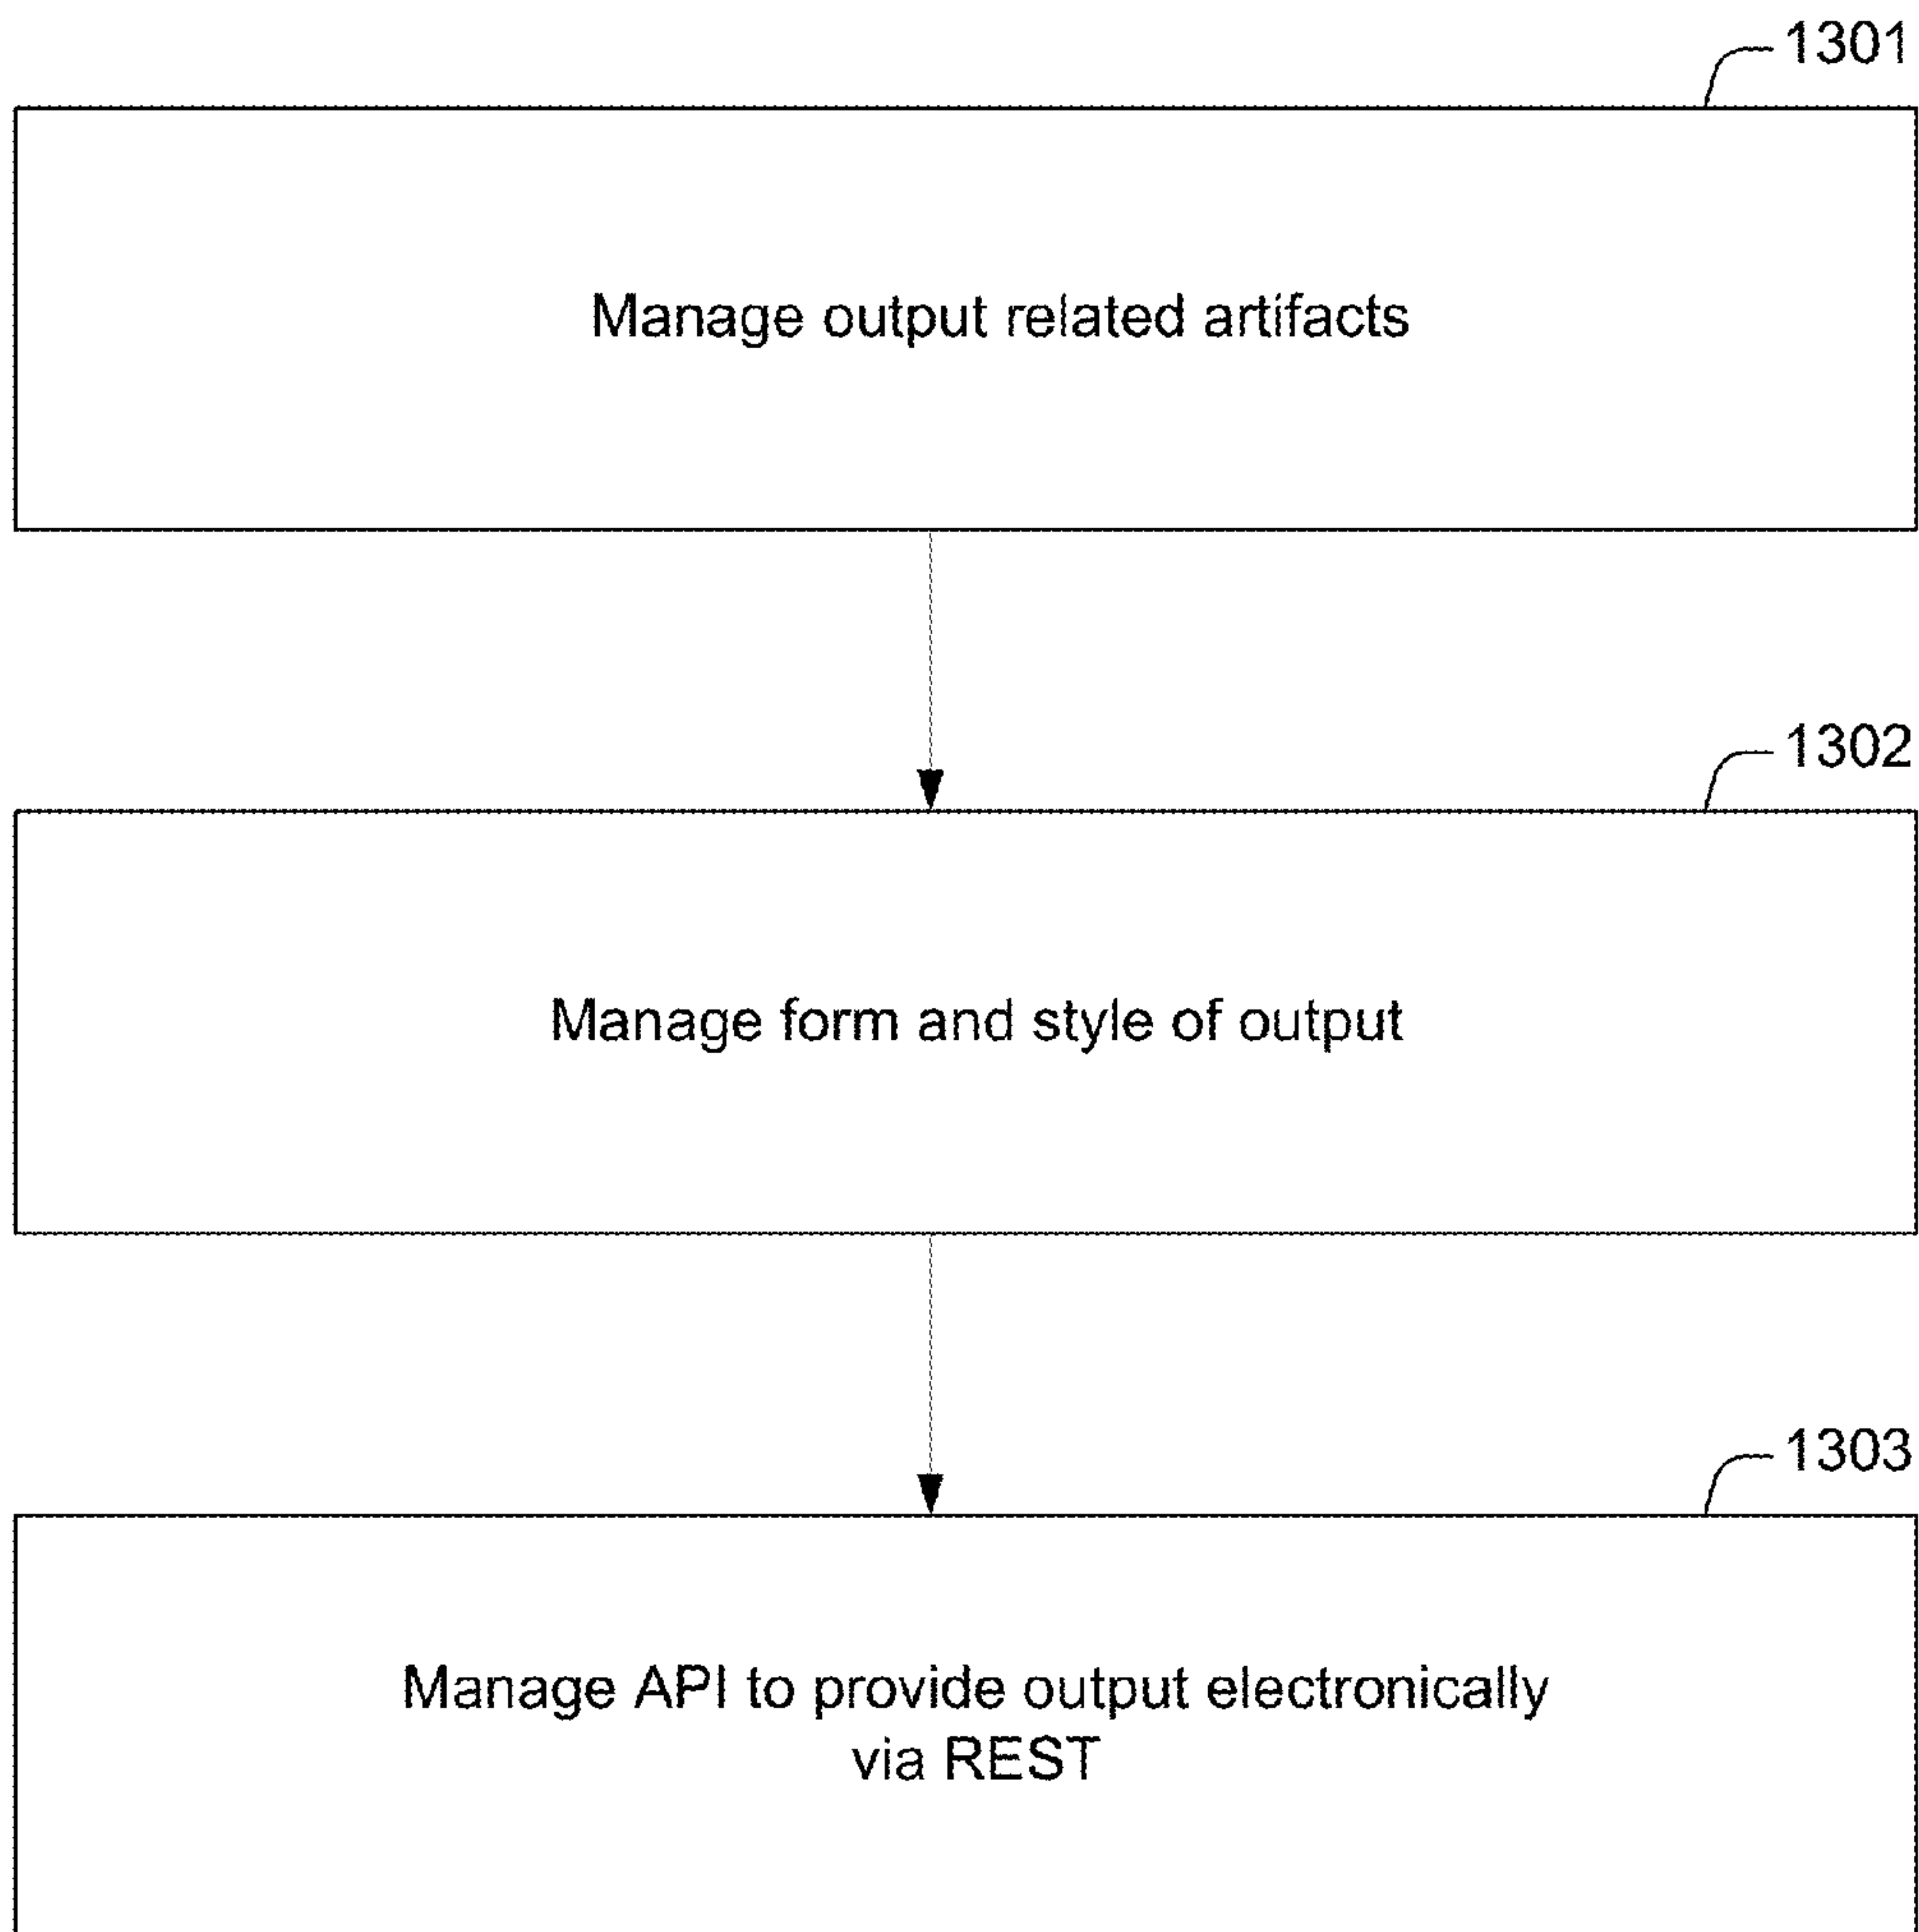 1301
Manage output related artifacts
1302
Manage form and style of output
1303
Manage API to provide output electronically
via REST